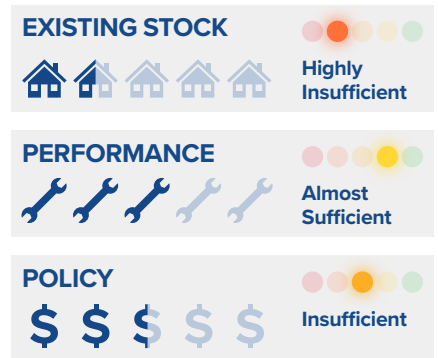 EXISTING STOCK
Highly
Insufficient
PERFORMANCE
Almost
Sufficient
POLICY
$ $ $ $ $
Insufficient